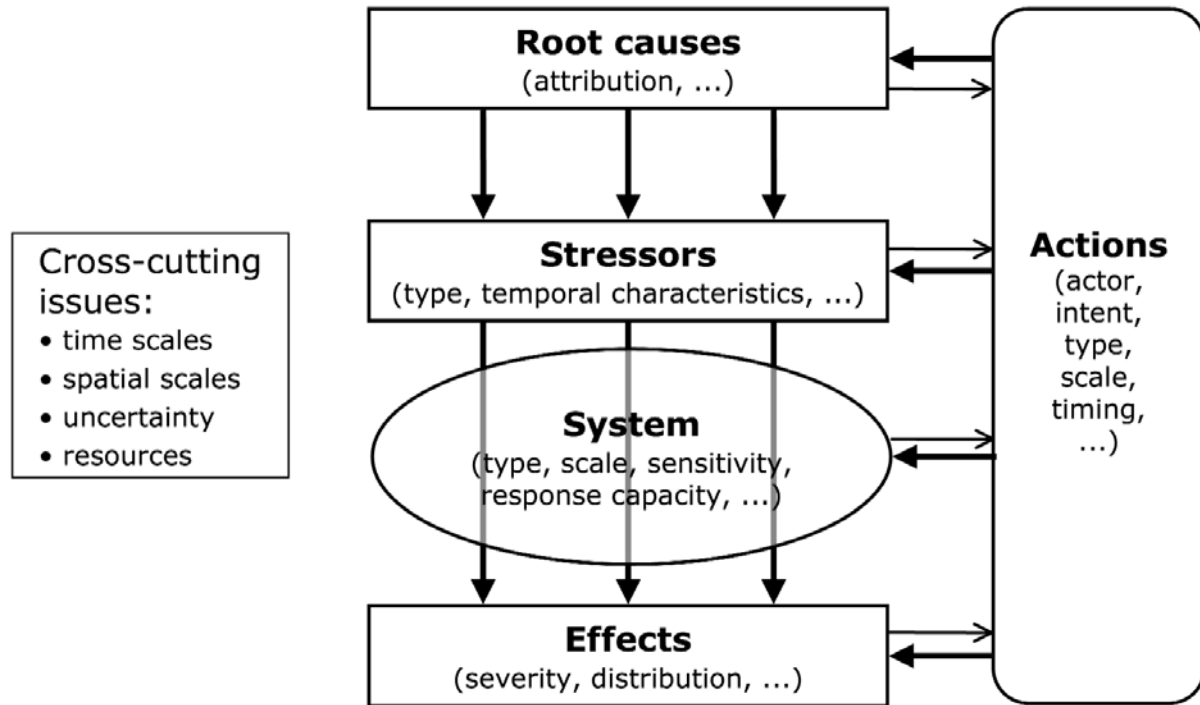 Root causes
(attribution, ...)
Stressors
(type, temporal characteristics, ...)
Cross-cutting
issues:
• time scales
• spatial scales
• uncertainty
• resources
System
(type, scale, sensitivity,
response capacity, ...)
Effects
(severity, distribution, ...)
Actions
(actor,
intent,
type,
scale,
timing,
...)